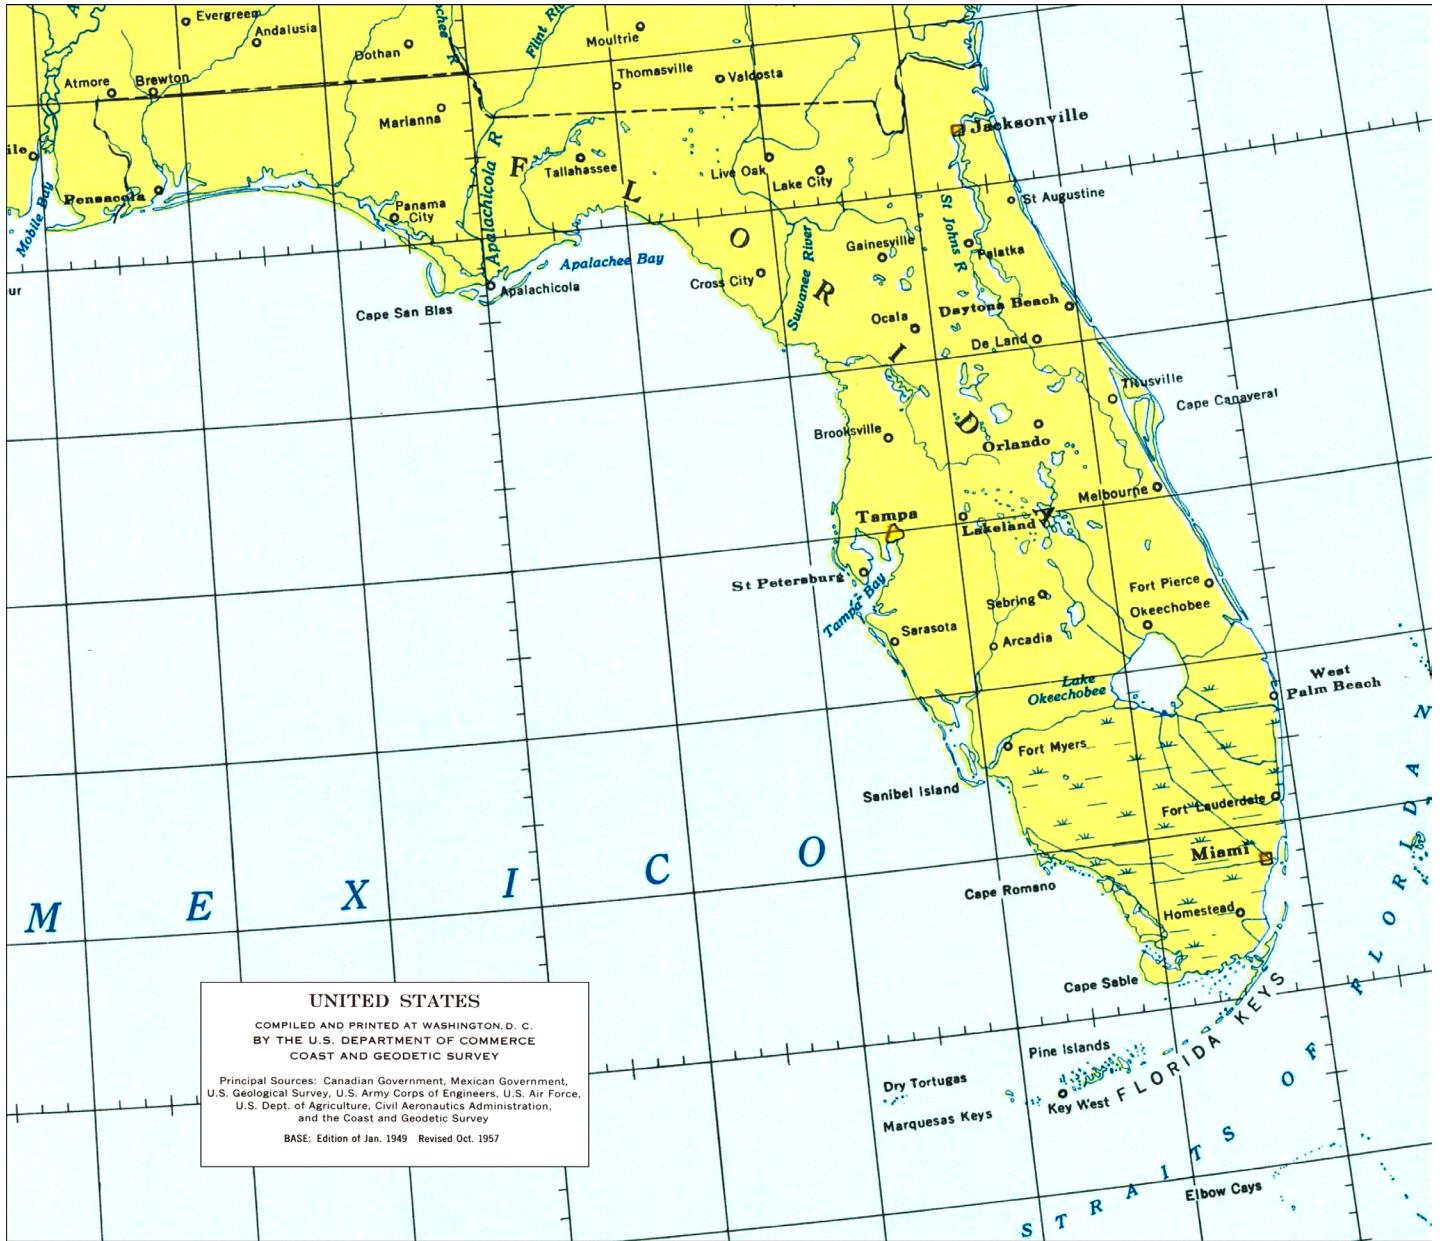 Evergreen
Andalusia
Dothan
Moultrie
Flint
Atmore
Brewton
Thomasville
Valdosta
Marianna
Jacksonville
Mobile Bay
Pensacola
Panama
City
Apalachicola R
Tallahassee
Live Oak
Lake City
St Augustine
St Johns R
Palatka
Gainesville
Suwanee River
Cross City
Apalachee Bay
Apalachicola
Cape San Blas
Ocala
Daytona Beach
De Land
FLORIDA
Titusville
Cape Canaveral
Brooksville
Orlando
Melbourne
Tampa
Lakeland
St Petersburg
Tampa Bay
Sebring
Fort Pierce
Okeechobee
Sarasota
Arcadia
Lake
Okeechobee
West
Palm Beach
Fort Myers
Sanibel Island
Fort Lauderdale
Miami
MEXICO
Cape Romano
Homestead
Cape Sable
FLORIDA KEYS
Pine Islands
Dry Tortugas
Marquesas Keys
Key West
STRAITS OF FLORIDA
Elbow Cays
UNITED STATES
COMPILED AND PRINTED AT WASHINGTON, D. C.
BY THE U.S. DEPARTMENT OF COMMERCE
COAST AND GEODETIC SURVEY
Principal Sources: Canadian Government, Mexican Government,
U.S. Geological Survey, U.S. Army Corps of Engineers, U.S. Air Force,
U.S. Dept. of Agriculture, Civil Aeronautics Administration,
and the Coast and Geodetic Survey
BASE: Edition of Jan. 1949 Revised Oct. 1957